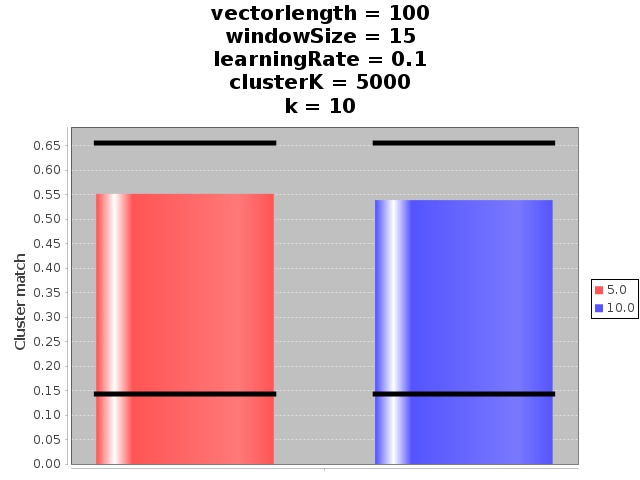 vectorlength = 100
windowSize = 15
learningRate = 0.1
clusterK = 5000
k = 10
Cluster match
0.65
0.60
0.55
0.50
0.45
0.40
0.35
0.30
0.25
0.20
0.15
0.10
0.05
0.00
5.0
10.0